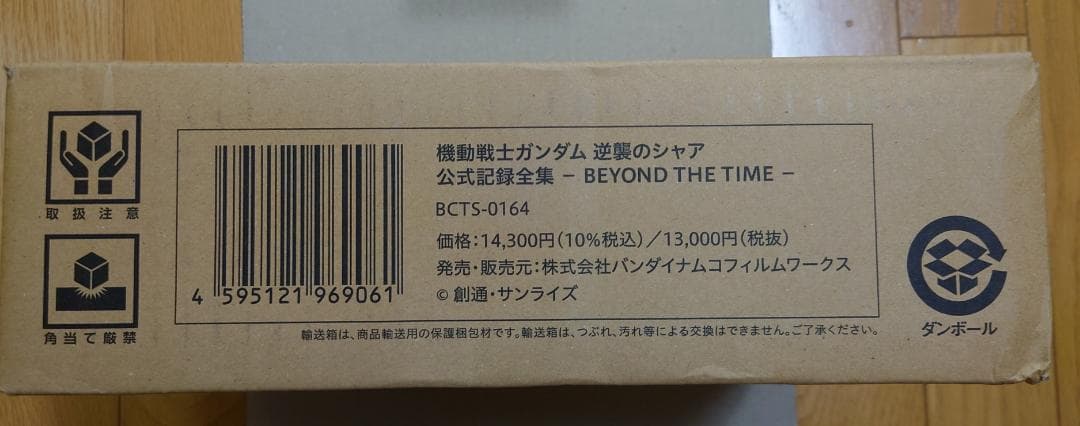 機動戦士ガンダム 逆襲のシャア
公式記録全集 － BEYOND THE TIME －
BCTS-0164
価格：14,300円（10％税込）／13,000円（税抜）
発売・販売元：株式会社バンダイナムコフィルムワークス
© 創通・サンライズ
4 595121 969061
取扱注意
角当て厳禁
ダンボール
輸送箱は、商品輸送用の保護梱包材です。輸送箱は、つぶれ、汚れ等による交換はできません。ご了承ください。